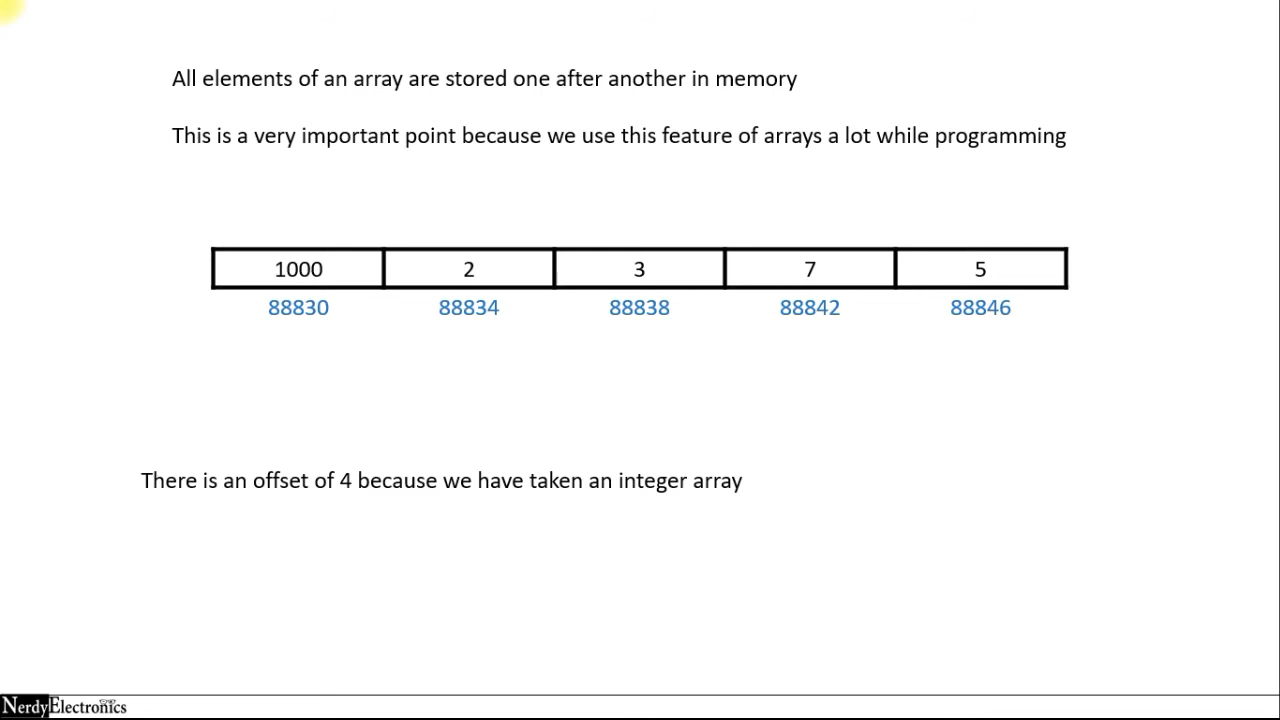 All elements of an array are stored one after another in memory
This is a very important point because we use this feature of arrays a lot while programming
1000 2 3 7 5
88830 88834 88838 88842 88846
There is an offset of 4 because we have taken an integer array
NerdyElectronics